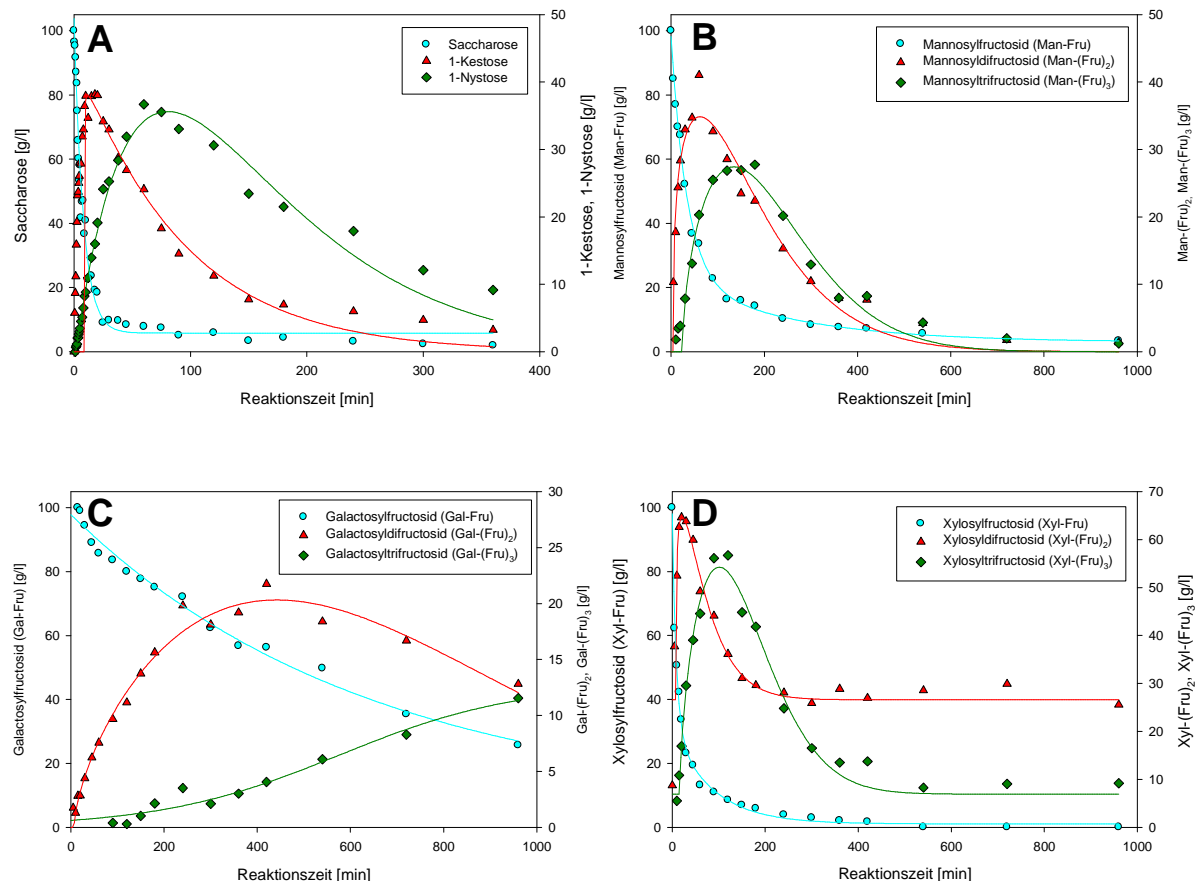 A
Saccharose
1-Kestose
1-Nystose
Saccharose [g/l]
0
20
40
60
80
100
1-Kestose, 1-Nystose [g/l]
0
10
20
30
40
50
0
100
200
300
400
Reaktionszeit [min]
B
Mannosylfructosid (Man-Fru)
Mannosyldifructosid (Man-(Fru)2)
Mannosyltrifructosid (Man-(Fru)3)
Mannosylfructosid (Man-Fru) [g/l]
0
20
40
60
80
100
Man-(Fru)2, Man-(Fru)3 [g/l]
0
10
20
30
40
50
0
200
400
600
800
1000
Reaktionszeit [min]
C
Galactosylfructosid (Gal-Fru)
Galactosyldifructosid (Gal-(Fru)2)
Galactosyltrifructosid (Gal-(Fru)3)
Galactosylfructosid (Gal-Fru) [g/l]
0
20
40
60
80
100
Gal-(Fru)2, Gal-(Fru)3 [g/l]
0
5
10
15
20
25
30
0
200
400
600
800
1000
Reaktionszeit [min]
D
Xylosylfructosid (Xyl-Fru)
Xylosyldifructosid (Xyl-(Fru)2)
Xylosyltrifructosid (Xyl-(Fru)3)
Xylosylfructosid (Xyl-Fru) [g/l]
0
20
40
60
80
100
Xyl-(Fru)2, Xyl-(Fru)3 [g/l]
0
10
20
30
40
50
60
70
0
200
400
600
800
1000
Reaktionszeit [min]